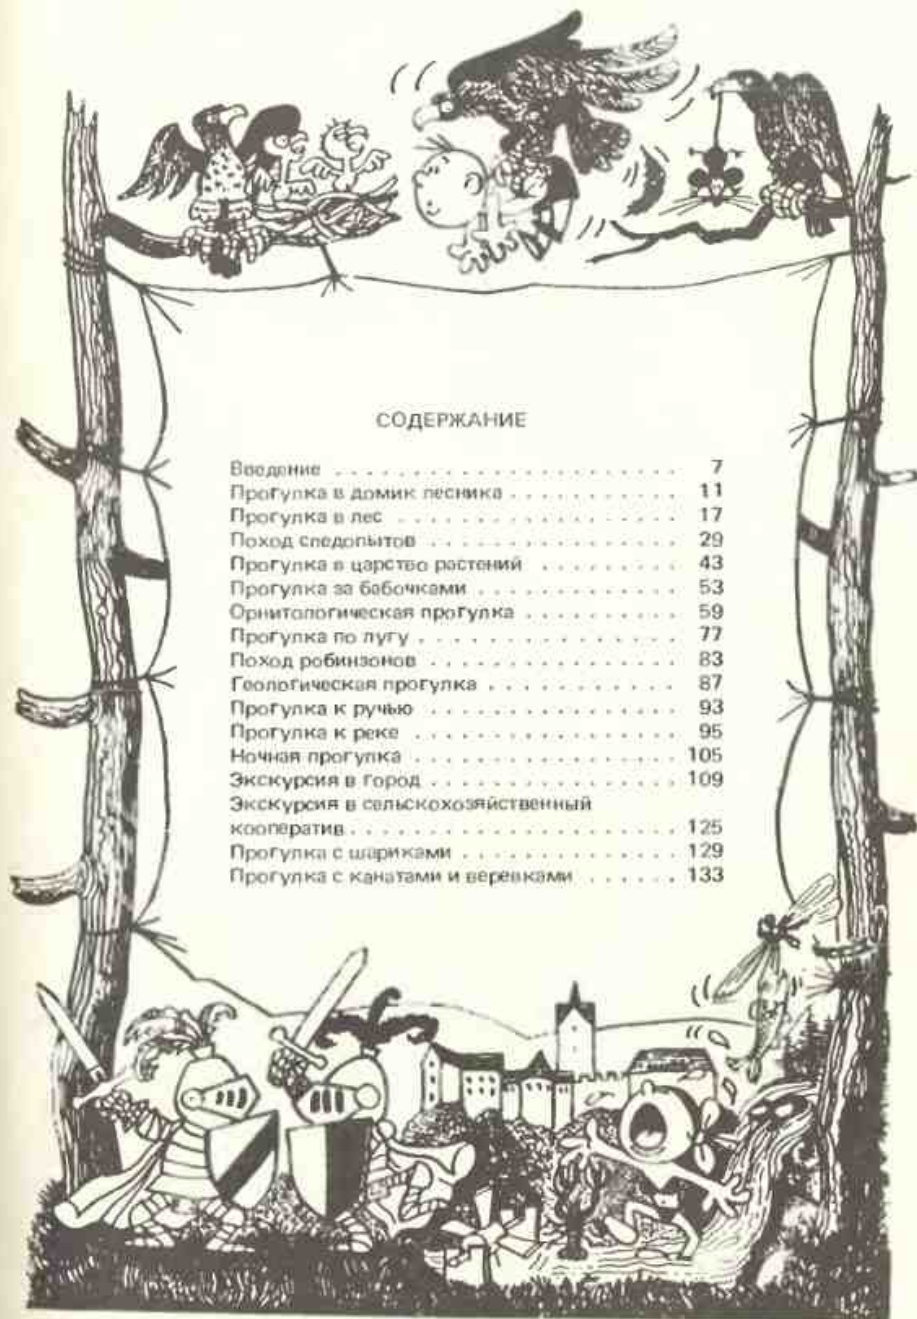 СОДЕРЖАНИЕ
Введение . . . . . . . . . . . . . . . . . . . . . . 7
Прогулка в домик лесника . . . . . . . . . . . 11
Прогулка в лес . . . . . . . . . . . . . . . . . . 17
Поход следопытов . . . . . . . . . . . . . . . . 29
Прогулка в царство растений . . . . . . . . . 43
Прогулка за бабочками . . . . . . . . . . . . . 53
Орнитологическая прогулка . . . . . . . . . . 59
Прогулка по лугу . . . . . . . . . . . . . . . . . 77
Поход робинзонов . . . . . . . . . . . . . . . . 83
Геологическая прогулка . . . . . . . . . . . . 87
Прогулка к ручью . . . . . . . . . . . . . . . . 93
Прогулка к реке . . . . . . . . . . . . . . . . . 95
Ночная прогулка . . . . . . . . . . . . . . . . . 105
Экскурсия в город . . . . . . . . . . . . . . . . 109
Экскурсия в сельскохозяйственный
кооператив . . . . . . . . . . . . . . . . . . . . . 125
Прогулка с шариками . . . . . . . . . . . . . . 129
Прогулка с канатами и веревками . . . . . . 133